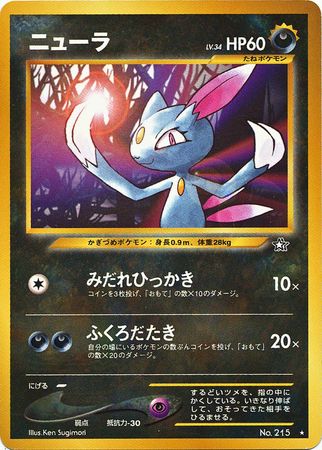 ニューラ LV.34 HP60
たねポケモン
かぎづめポケモン：身長0.9m、体重28kg
みだれひっかき 10×
コインを3枚投げ、「おもて」の数×10のダメージ。
ふくろだたき 20×
自分の場にいるポケモンの数ぶんコインを投げ、「おもて」
の数×20のダメージ。
にげる
弱点 抵抗力-30
するどいツメを、指の中に
かくしている。いきなり伸ば
して、おそってきた相手を
ひるませる。
Illus.Ken Sugimori No.215